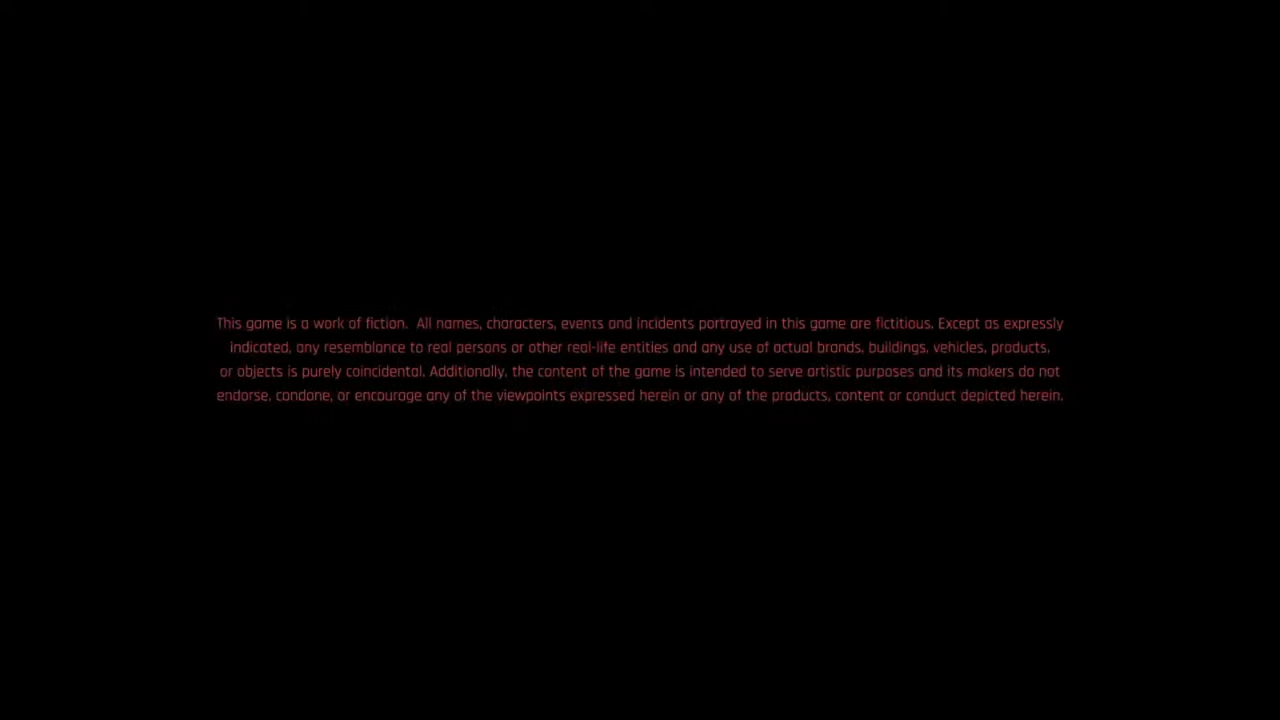 This game is a work of fiction.  All names, characters, events and incidents portrayed in this game are fictitious. Except as expressly
indicated, any resemblance to real persons or other real-life entities and any use of actual brands, buildings, vehicles, products,
or objects is purely coincidental. Additionally, the content of the game is intended to serve artistic purposes and its makers do not
endorse, condone, or encourage any of the viewpoints expressed herein or any of the products, content or conduct depicted herein.